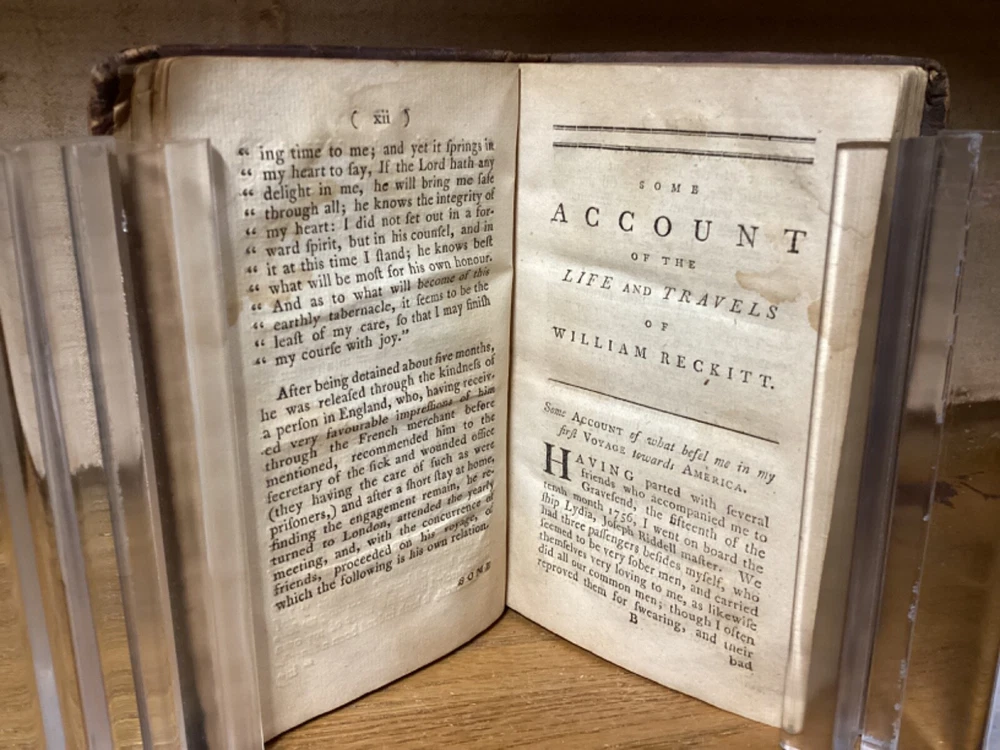 ( xii )
“ ing time to me; and yet it ſprings in
“ my heart to ſay, If the Lord hath any
“ delight in me, he will bring me ſafe
“ through all; he knows the integrity of
“ my heart: I did not ſet out in a for-
“ ward ſpirit, but in his counſel, and in
“ it at this time I ſtand; he knows beſt
“ what will be moſt for his own honour.
“ And as to what will become of this
“ earthly tabernacle, it ſeems to be the
“ leaſt of my care, ſo that I may finiſh
“ my courſe with joy.”
After being detained about five months,
he was releaſed through the kindneſs of
a perſon in England, who, having receiv-
ed very favourable impreſſions of him
through the French merchant before
mentioned, recommended him to the
ſecretary of the ſick and wounded office
(they having the care of ſuch as were
priſoners,) and after a ſhort ſtay at home,
finding the engagement remain, he re-
turned to London, attended the yearly
meeting, and, with the concurrence of
friends, proceeded on his voyage, of
which the following is his own relation.
SOME
SOME
ACCOUNT
OF THE
LIFE AND TRAVELS
OF
WILLIAM RECKITT.
Some ACCOUNT of what befel me in my
firſt VOYAGE towards AMERICA.
HAVING parted with ſeveral
friends who accompanied me to
Graveſend, the fifteenth of the
tenth month 1756, I went on board the
ſhip Lydia, Joſeph Riddell maſter. We
had three paſſengers beſides myſelf, who
ſeemed to be very ſober men, and carried
themſelves very loving to me, as likewiſe
did all our common men; though I often
reproved them for ſwearing, and their
B
bad